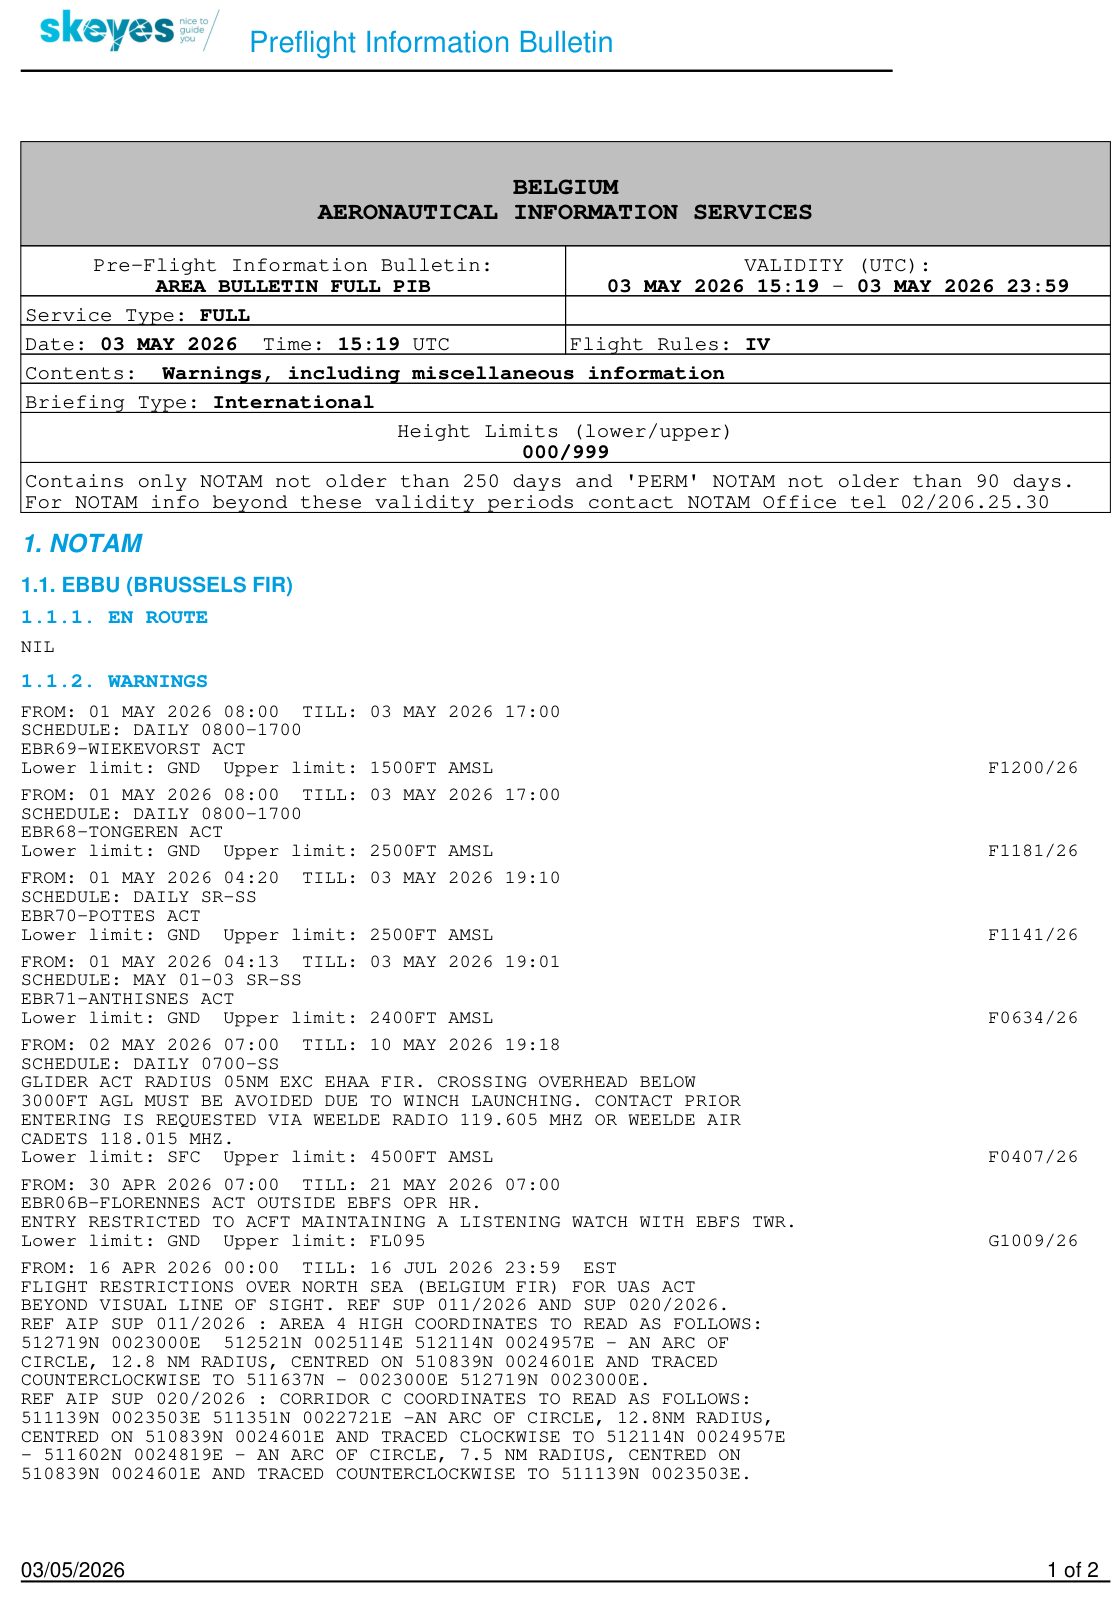 skeyes nice to guide you
Preflight Information Bulletin
BELGIUM
AERONAUTICAL INFORMATION SERVICES
Pre-Flight Information Bulletin:
AREA BULLETIN FULL PIB
VALIDITY (UTC):
03 MAY 2026 15:19 - 03 MAY 2026 23:59
Service Type: FULL
Date: 03 MAY 2026  Time: 15:19 UTC
Flight Rules: IV
Contents:  Warnings, including miscellaneous information
Briefing Type: International
Height Limits (lower/upper)
000/999
Contains only NOTAM not older than 250 days and 'PERM' NOTAM not older than 90 days.
For NOTAM info beyond these validity periods contact NOTAM Office tel 02/206.25.30
1. NOTAM
1.1. EBBU (BRUSSELS FIR)
1.1.1. EN ROUTE
NIL
1.1.2. WARNINGS
FROM: 01 MAY 2026 08:00  TILL: 03 MAY 2026 17:00
SCHEDULE: DAILY 0800-1700
EBR69-WIEKEVORST ACT
Lower limit: GND  Upper limit: 1500FT AMSL F1200/26
FROM: 01 MAY 2026 08:00  TILL: 03 MAY 2026 17:00
SCHEDULE: DAILY 0800-1700
EBR68-TONGEREN ACT
Lower limit: GND  Upper limit: 2500FT AMSL F1181/26
FROM: 01 MAY 2026 04:20  TILL: 03 MAY 2026 19:10
SCHEDULE: DAILY SR-SS
EBR70-POTTES ACT
Lower limit: GND  Upper limit: 2500FT AMSL F1141/26
FROM: 01 MAY 2026 04:13  TILL: 03 MAY 2026 19:01
SCHEDULE: MAY 01-03 SR-SS
EBR71-ANTHISNES ACT
Lower limit: GND  Upper limit: 2400FT AMSL F0634/26
FROM: 02 MAY 2026 07:00  TILL: 10 MAY 2026 19:18
SCHEDULE: DAILY 0700-SS
GLIDER ACT RADIUS 05NM EXC EHAA FIR. CROSSING OVERHEAD BELOW
3000FT AGL MUST BE AVOIDED DUE TO WINCH LAUNCHING. CONTACT PRIOR
ENTERING IS REQUESTED VIA WEELDE RADIO 119.605 MHZ OR WEELDE AIR
CADETS 118.015 MHZ.
Lower limit: SFC  Upper limit: 4500FT AMSL F0407/26
FROM: 30 APR 2026 07:00  TILL: 21 MAY 2026 07:00
EBR06B-FLORENNES ACT OUTSIDE EBFS OPR HR.
ENTRY RESTRICTED TO ACFT MAINTAINING A LISTENING WATCH WITH EBFS TWR.
Lower limit: GND  Upper limit: FL095 G1009/26
FROM: 16 APR 2026 00:00  TILL: 16 JUL 2026 23:59  EST
FLIGHT RESTRICTIONS OVER NORTH SEA (BELGIUM FIR) FOR UAS ACT
BEYOND VISUAL LINE OF SIGHT. REF SUP 011/2026 AND SUP 020/2026.
REF AIP SUP 011/2026 : AREA 4 HIGH COORDINATES TO READ AS FOLLOWS:
512719N 0023000E  512521N 0025114E 512114N 0024957E - AN ARC OF
CIRCLE, 12.8 NM RADIUS, CENTRED ON 510839N 0024601E AND TRACED
COUNTERCLOCKWISE TO 511637N - 0023000E 512719N 0023000E.
REF AIP SUP 020/2026 : CORRIDOR C COORDINATES TO READ AS FOLLOWS:
511139N 0023503E 511351N 0022721E -AN ARC OF CIRCLE, 12.8NM RADIUS,
CENTRED ON 510839N 0024601E AND TRACED CLOCKWISE TO 512114N 0024957E
- 511602N 0024819E - AN ARC OF CIRCLE, 7.5 NM RADIUS, CENTRED ON
510839N 0024601E AND TRACED COUNTERCLOCKWISE TO 511139N 0023503E.
03/05/2026
1 of 2